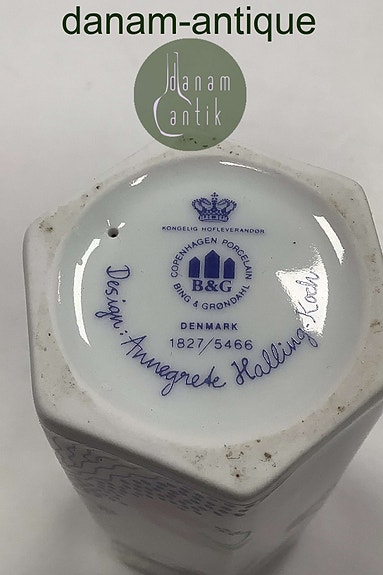 danam-antique
danam
antik
KONGELIG HOFLEVERANDØR
COPENHAGEN PORCELAIN
B&G
BING & GRØNDAHL
DENMARK
1827/5466
Design: Annegrete Halling-Koch